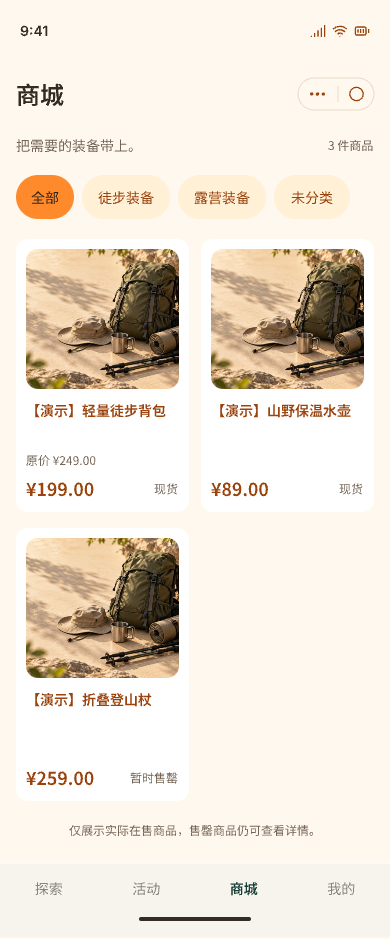 9:41
商城
把需要的装备带上。
3 件商品
全部
徒步装备
露营装备
未分类
【演示】轻量徒步背包
原价 ¥249.00
¥199.00
现货
【演示】山野保温水壶
¥89.00
现货
【演示】折叠登山杖
¥259.00
暂时售罄
仅展示实际在售商品，售罄商品仍可查看详情。
探索
活动
商城
我的